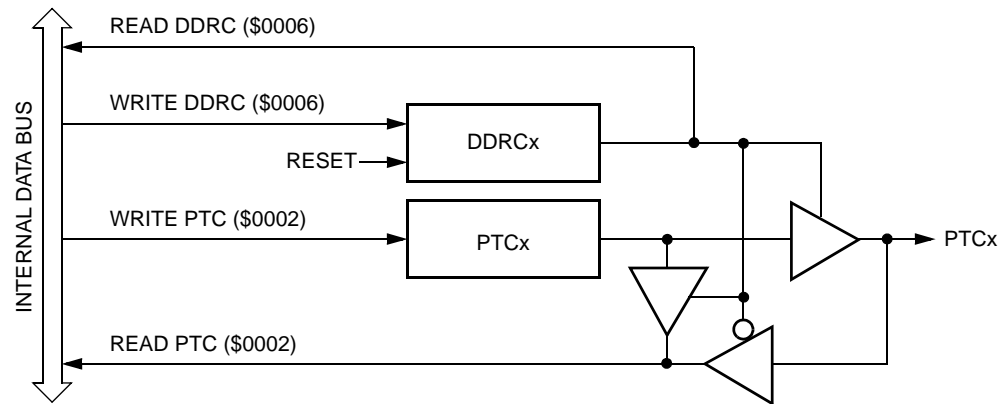 READ DDRC ($0006)
WRITE DDRC ($0006)
DDRCx
RESET
WRITE PTC ($0002)
PTCx
PTCx
READ PTC ($0002)
INTERNAL DATA BUS